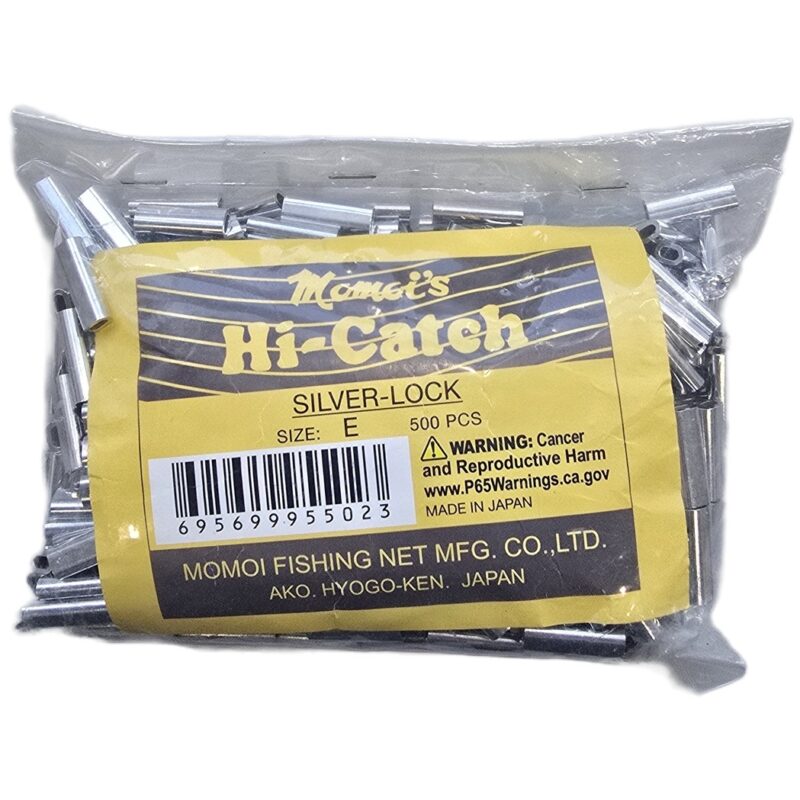 Momoi's
Hi-Catch
SILVER-LOCK
SIZE: E 500 PCS
WARNING: Cancer
and Reproductive Harm
www.P65Warnings.ca.gov
MADE IN JAPAN
695699955023
MOMOI FISHING NET MFG. CO.,LTD.
AKO. HYOGO-KEN. JAPAN